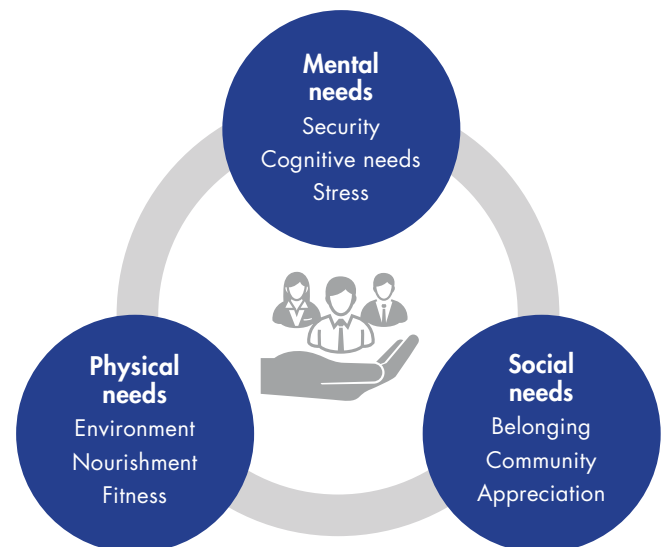 Mental
needs
Security
Cognitive needs
Stress
Physical
needs
Environment
Nourishment
Fitness
Social
needs
Belonging
Community
Appreciation